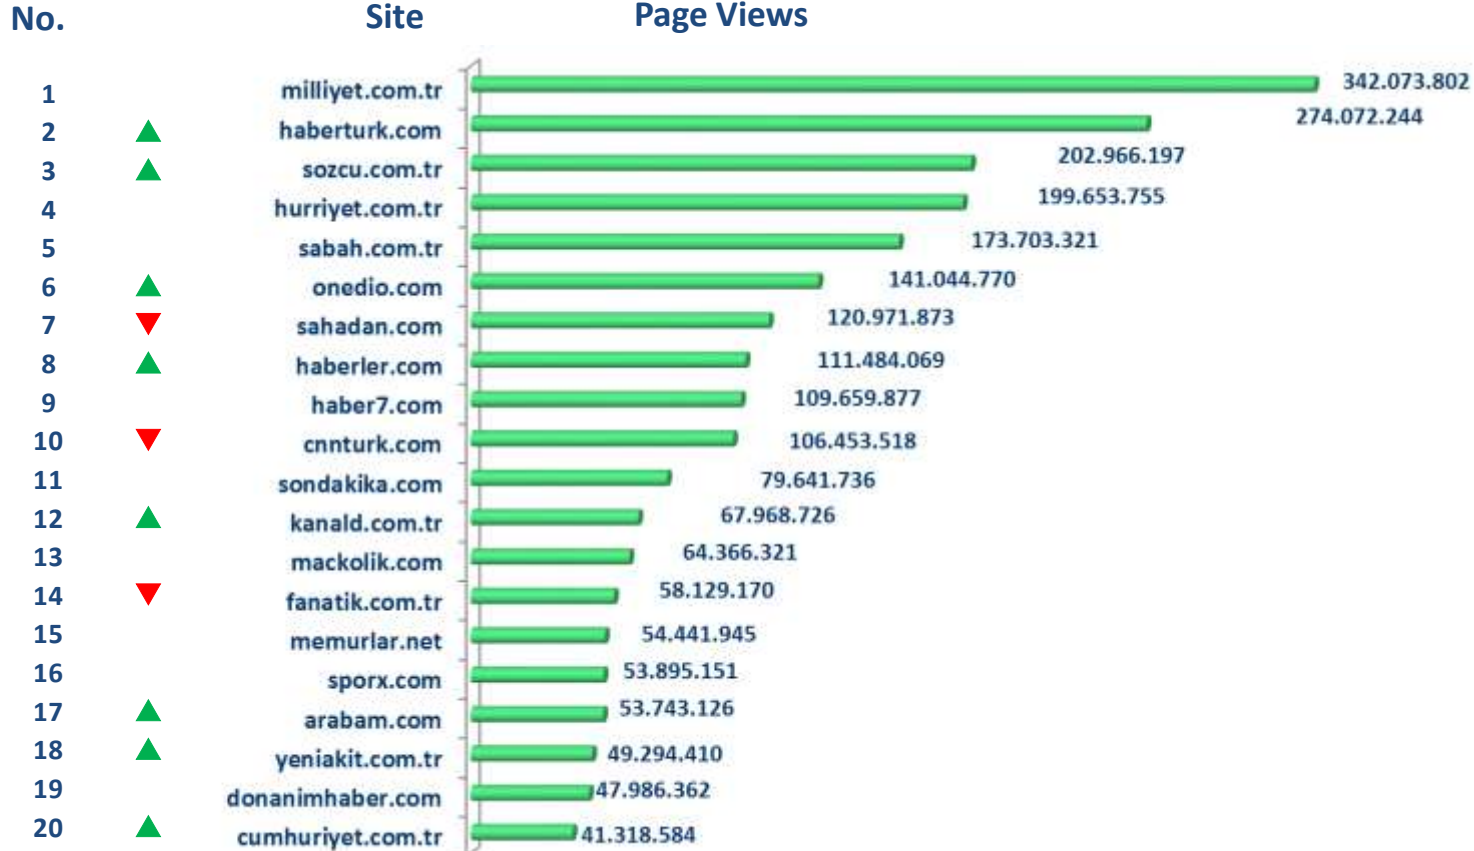 No. Site Page Views
1 milliyet.com.tr 342.073.802
2 haberturk.com 274.072.244
3 sozcu.com.tr 202.966.197
4 hurriyet.com.tr 199.653.755
5 sabah.com.tr 173.703.321
6 onedio.com 141.044.770
7 sahadan.com 120.971.873
8 haberler.com 111.484.069
9 haber7.com 109.659.877
10 cnnturk.com 106.453.518
11 sondakika.com 79.641.736
12 kanald.com.tr 67.968.726
13 mackolik.com 64.366.321
14 fanatik.com.tr 58.129.170
15 memurlar.net 54.441.945
16 sporx.com 53.895.151
17 arabam.com 53.743.126
18 yeniakit.com.tr 49.294.410
19 donanimhaber.com 47.986.362
20 cumhuriyet.com.tr 41.318.584